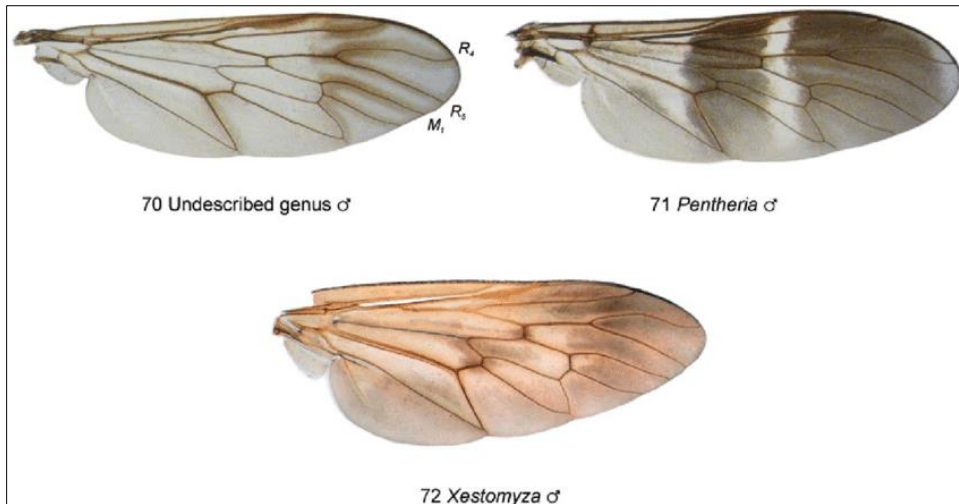 R₄
R₅
M₁
70 Undescribed genus ♂
71 Pentheria ♂
72 Xestomyza ♂